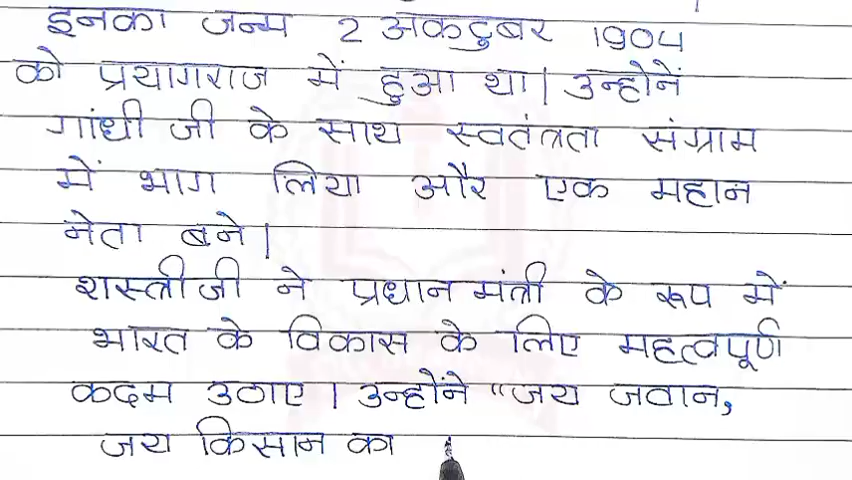 इनका जन्म 2 अकटुबर 1904
को प्रयागराज में हुआ था। उन्होनें
गांधी जी के साथ स्वतंत्रता संग्राम
में भाग लिया और एक महान
नेता बने।
शास्त्रीजी ने प्रधान मंत्री के रूप में
भारत के विकास के लिए महत्वपूर्ण
कदम उठाए। उन्होंने "जय जवान,
जय किसान का